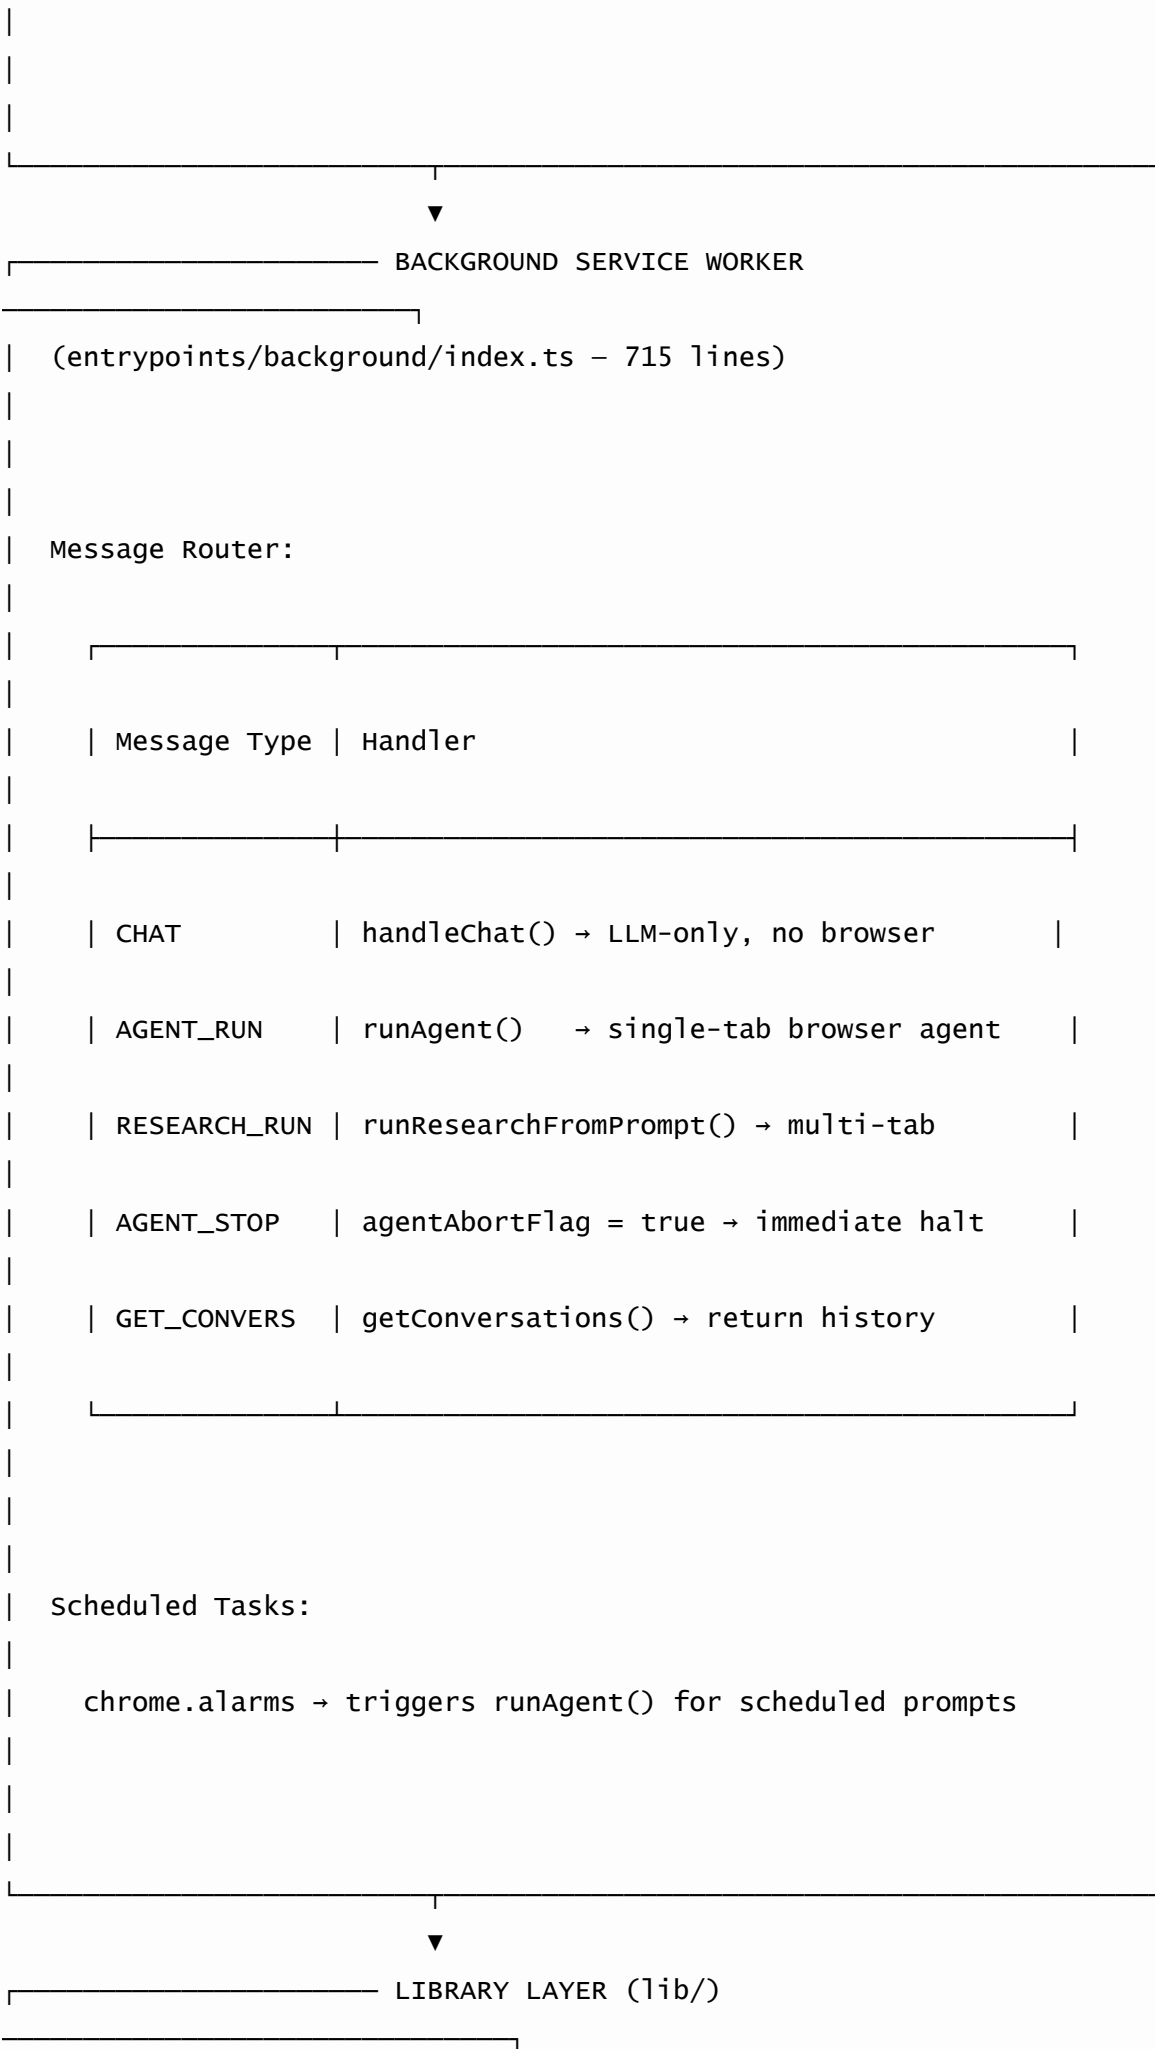 │
│
│
└─────────────────────────┬────────────────────────────────────────────
▼
┌────────────────────── BACKGROUND SERVICE WORKER
─────────────────────────┐
│  (entrypoints/background/index.ts — 715 lines)
│
│
│
│  Message Router:
│
│    ┌───────────────┬────────────────────────────────────────────┐
│
│    │ Message Type │ Handler                                    │
│
│    ├───────────────┼────────────────────────────────────────────┤
│
│    │ CHAT         │ handleChat() → LLM-only, no browser       │
│
│    │ AGENT_RUN    │ runAgent()   → single-tab browser agent    │
│
│    │ RESEARCH_RUN │ runResearchFromPrompt() → multi-tab        │
│
│    │ AGENT_STOP   │ agentAbortFlag = true → immediate halt     │
│
│    │ GET_CONVERS  │ getConversations() → return history        │
│
│    └───────────────┴────────────────────────────────────────────┘
│
│
│
│  Scheduled Tasks:
│
│    chrome.alarms → triggers runAgent() for scheduled prompts
│
│
│
└─────────────────────────┬────────────────────────────────────────────
▼
┌────────────────────── LIBRARY LAYER (lib/)
───────────────────────────────┐